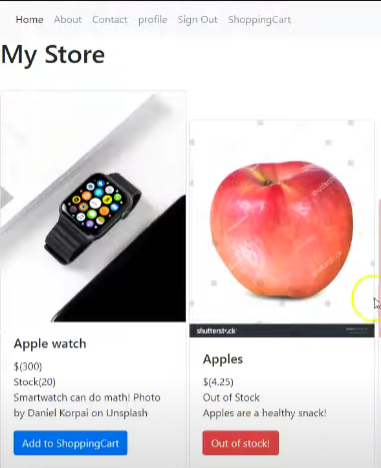 Home About Contact profile Sign Out ShoppingCart
My Store
shutterstock
shutterstock
shutterstock
Apple watch
$(300)
Stock(20)
Smartwatch can do math! Photo
by Daniel Korpai on Unsplash
Add to ShoppingCart
Apples
$(4.25)
Out of Stock
Apples are a healthy snack!
Out of stock!